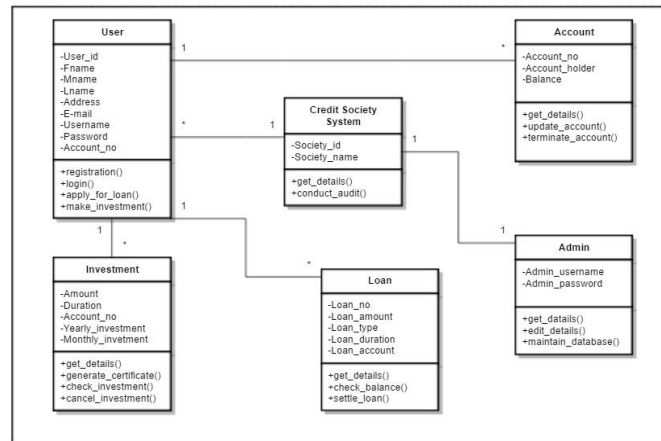 User
-User_id
-Fname
-Mname
-Lname
-Address
-E-mail
-Username
-Password
-Account_no
+registration()
+login()
+apply_for_loan()
+make_investment()
1
*
Account
-Account_no
-Account_holder
-Balance
+get_details()
+update_account()
+terminate_account()
*
1
Credit Society
System
-Society_id
-Society_name
+get_details()
+conduct_audit()
1
1
Admin
-Admin_username
-Admin_password
+get_datails()
+edit_details()
+maintain_database()
1
*
Investment
-Amount
-Duration
-Account_no
-Yearly_investment
-Monthly_invetment
+get_details()
+generate_certificate()
+check_investment()
+cancel_investment()
1
*
Loan
-Loan_no
-Loan_amount
-Loan_type
-Loan_duration
-Loan_account
+get_details()
+check_balance()
+settle_loan()